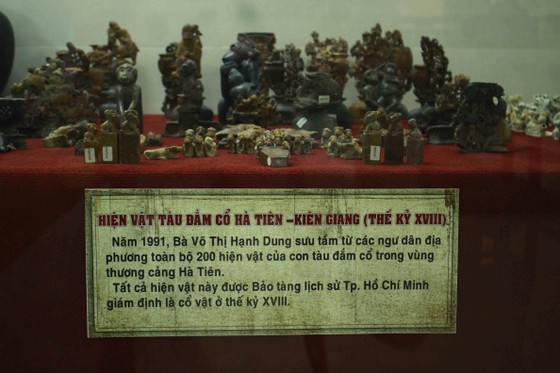 HIỆN VẬT TÀU ĐẮM CỔ HÀ TIÊN –KIÊN GIANG (THẾ KỶ XVIII)
Năm 1991, Bà Võ Thị Hạnh Dung sưu tầm từ các ngư dân địa
phương toàn bộ 200 hiện vật của con tàu đắm cổ trong vùng
thương cảng Hà Tiên.
Tất cả hiện vật này được Bảo tàng lịch sử Tp. Hồ Chí Minh
giám định là cổ vật ở thế kỷ XVIII.